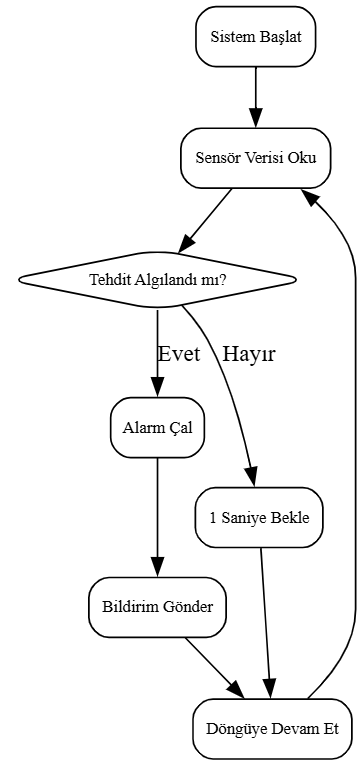 Sistem Başlat
Sensör Verisi Oku
Tehdit Algılandı mı?
Evet
Hayır
Alarm Çal
1 Saniye Bekle
Bildirim Gönder
Döngüye Devam Et